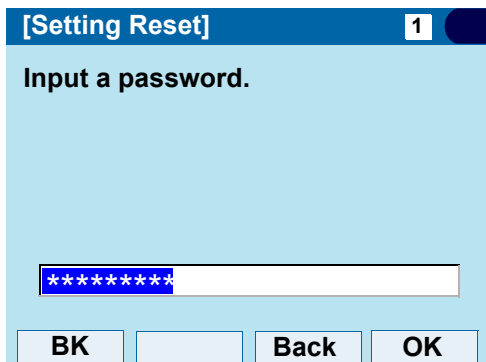 [Setting Reset] 1
Input a password.
*********
BK Back OK